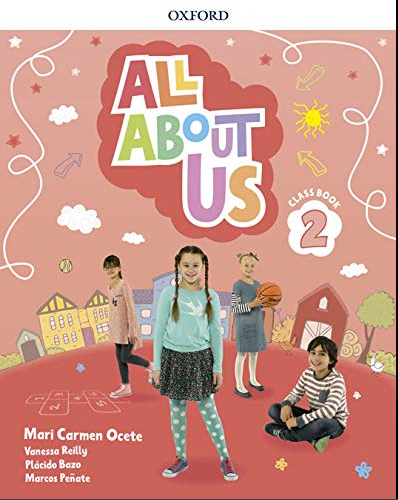 OXFORD
ALL
ABOUT
US
CLASS BOOK
2
Mari Carmen Ocete
Vanessa Reilly
Plácido Bazo
Marcos Peñate